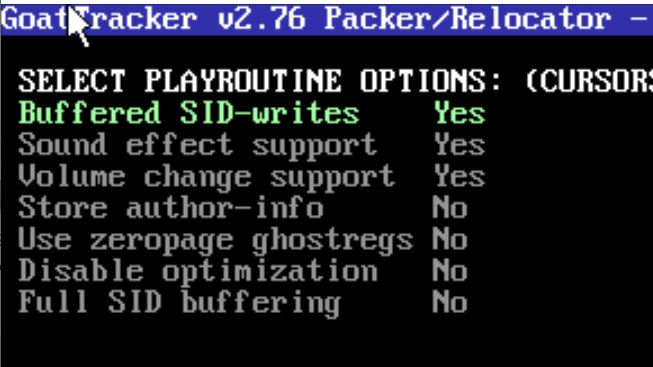 GoatTracker v2.76 Packer/Relocator -
SELECT PLAYROUTINE OPTIONS: (CURSORS
Buffered SID-writes Yes
Sound effect support Yes
Volume change support Yes
Store author-info No
Use zeropage ghostregs No
Disable optimization No
Full SID buffering No